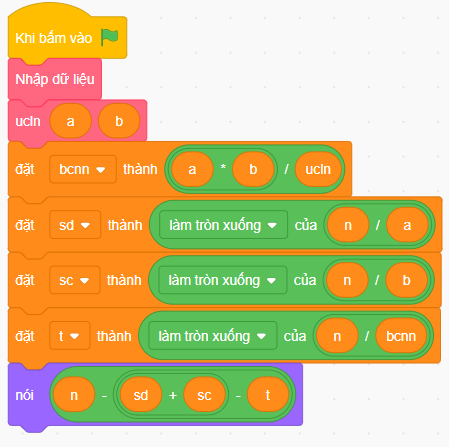 Khi bấm vào
Nhập dữ liệu
ucln a b
đặt bcnn thành a * b / ucln
đặt sd thành làm tròn xuống của n / a
đặt sc thành làm tròn xuống của n / b
đặt t thành làm tròn xuống của n / bcnn
nói n - sd + sc - t